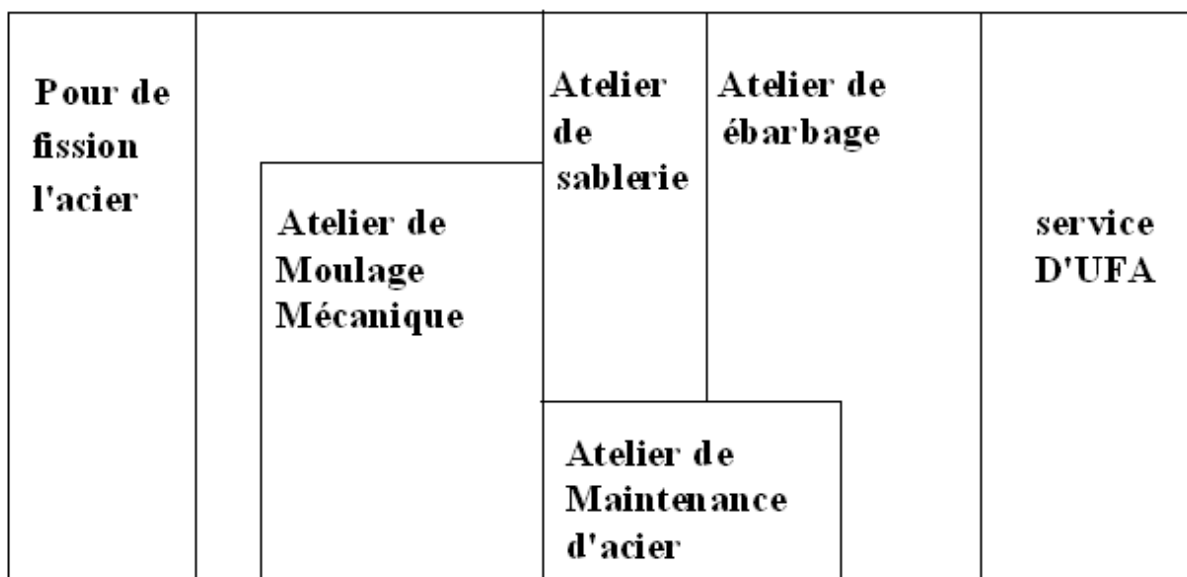 Pour de
fission
l'acier
Atelier de
Moulage
Mécanique
Atelier
de
sablerie
Atelier de
ébarbage
Atelier de
Maintenance
d'acier
service
D'UFA